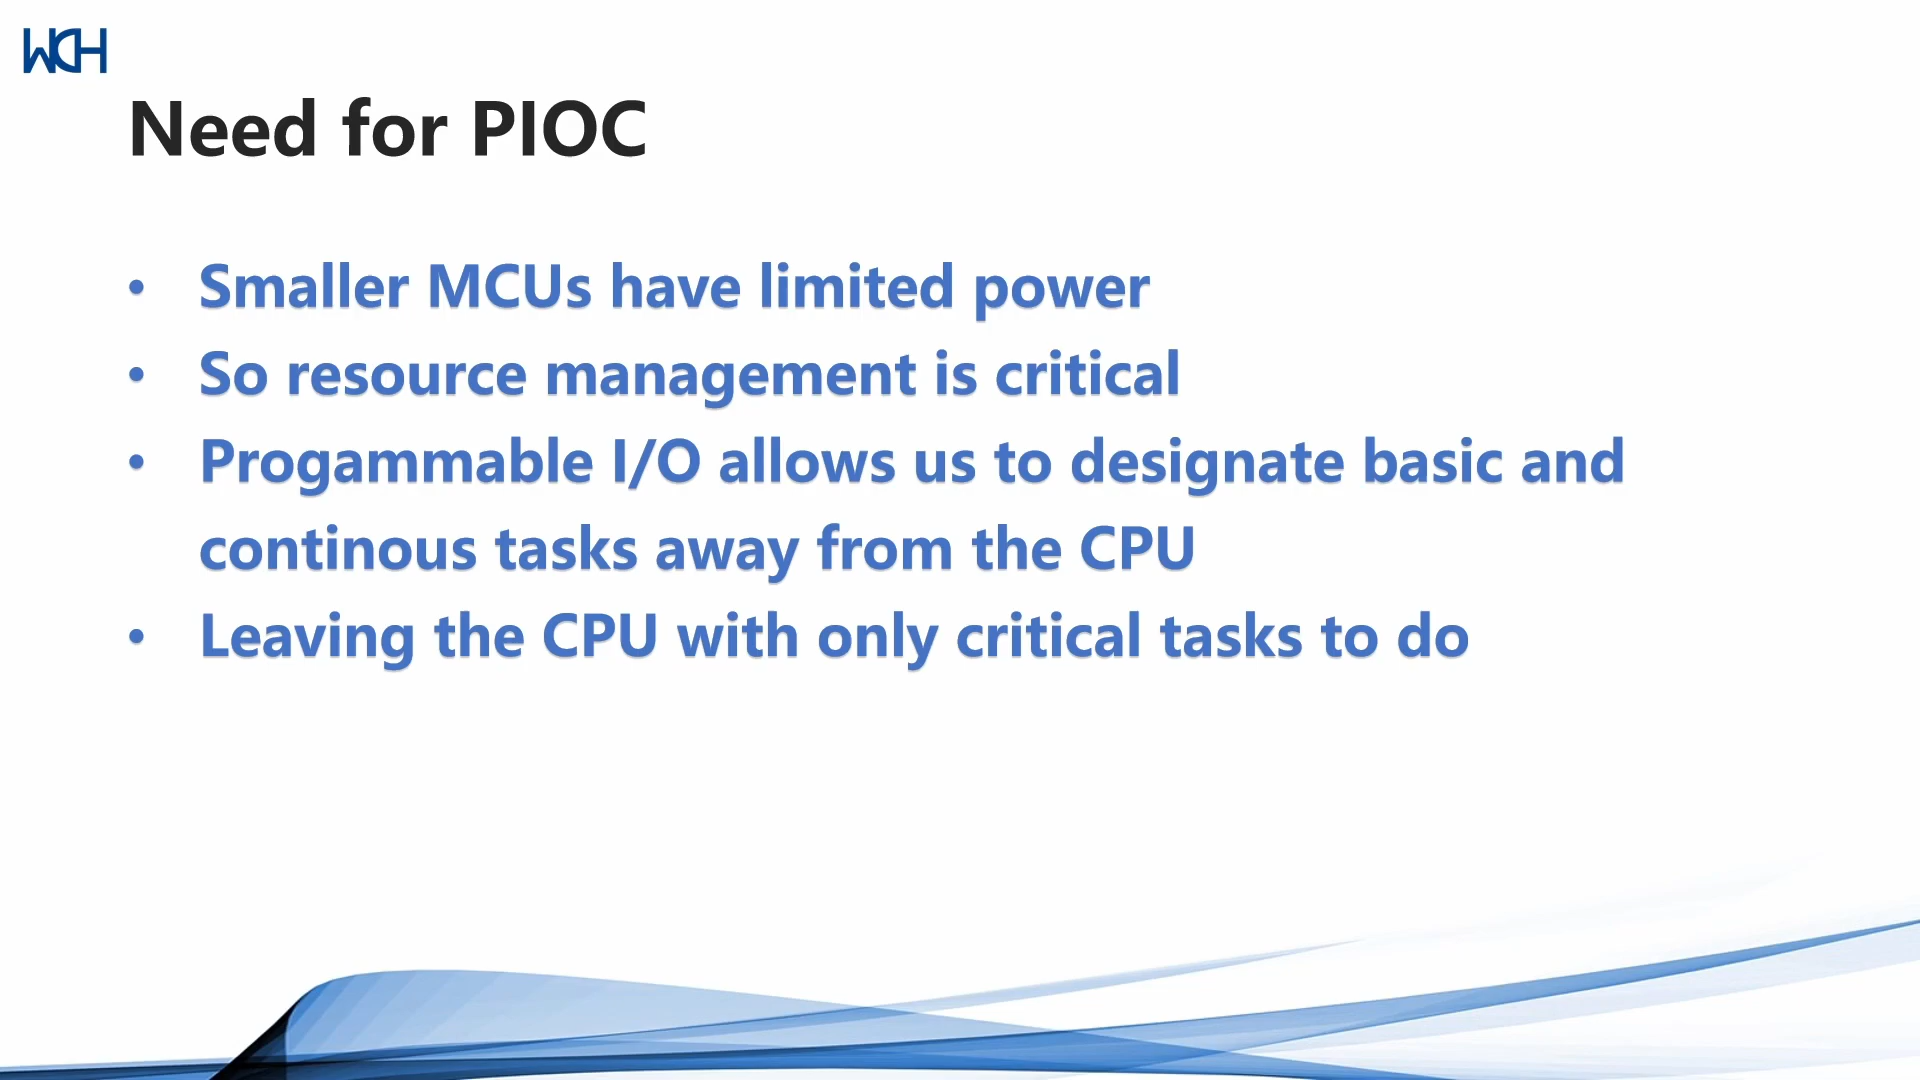 WCH
Need for PIOC
• Smaller MCUs have limited power
• So resource management is critical
• Progammable I/O allows us to designate basic and
continous tasks away from the CPU
• Leaving the CPU with only critical tasks to do